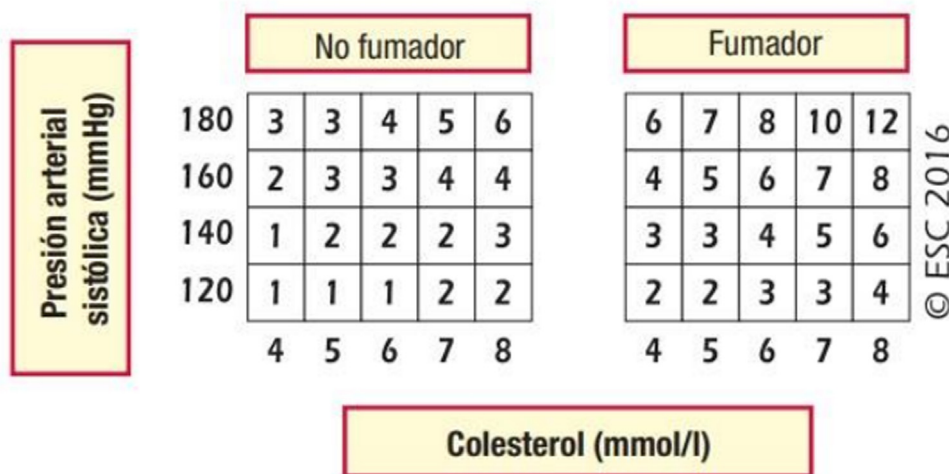 No fumador
Fumador
Presión arterial
sistólica (mmHg)
180 3 3 4 5 6 6 7 8 10 12
160 2 3 3 4 4 4 5 6 7 8
140 1 2 2 2 3 3 3 4 5 6
120 1 1 1 2 2 2 2 3 3 4
4 5 6 7 8 4 5 6 7 8
Colesterol (mmol/l)
© ESC 2016